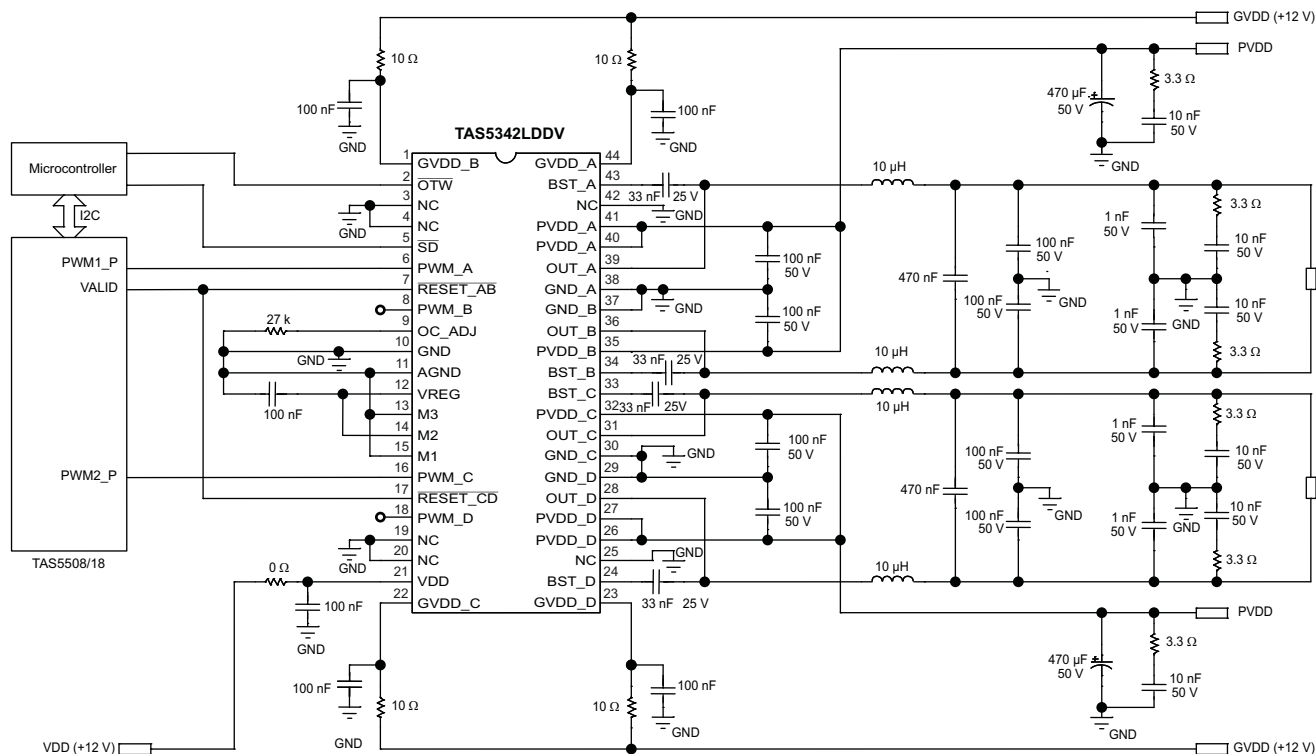 GVDD (+12 V)
PVDD
10 Ω
10 Ω
3.3 Ω
470 µF
50 V
10 nF
50 V
GND
100 nF
GND
100 nF
GND
TAS5342LDDV
Microcontroller
I2C
TAS5508/18
PWM1_P
VALID
PWM2_P
1
GVDD_B
2
OTW
3
NC
4
NC
5
SD
6
PWM_A
7
RESET_AB
8
PWM_B
9
OC_ADJ
10
GND
11
AGND
12
VREG
13
M3
14
M2
15
M1
16
PWM_C
17
RESET_CD
18
PWM_D
19
NC
20
NC
21
VDD
22
GVDD_C
44
GVDD_A
43
BST_A
42
NC
41
PVDD_A
40
PVDD_A
39
OUT_A
38
GND_A
37
GND_B
36
OUT_B
35
PVDD_B
34
BST_B
33
BST_C
32
PVDD_C
31
OUT_C
30
GND_C
29
GND_D
28
OUT_D
27
PVDD_D
26
PVDD_D
25
NC
24
BST_D
23
GVDD_D
GND
27 k
GND
100 nF
GND
0 Ω
100 nF
GND
33 nF 25 V
GND
100 nF
50 V
GND
100 nF
50 V
33 nF 25 V
33 nF 25V
100 nF
50 V
GND
100 nF
50 V
GND
33 nF 25 V
10 µH
470 nF
100 nF
50 V
GND
100 nF
50 V
1 nF
50 V
GND
1 nF
50 V
3.3 Ω
10 nF
50 V
10 nF
50 V
3.3 Ω
10 µH
10 µH
470 nF
100 nF
50 V
GND
100 nF
50 V
1 nF
50 V
GND
1 nF
50 V
3.3 Ω
10 nF
50 V
10 nF
50 V
3.3 Ω
10 µH
PVDD
3.3 Ω
470 µF
50 V
10 nF
50 V
GND
100 nF
10 Ω
GND
100 nF
10 Ω
GND
VDD (+12 V)
GVDD (+12 V)